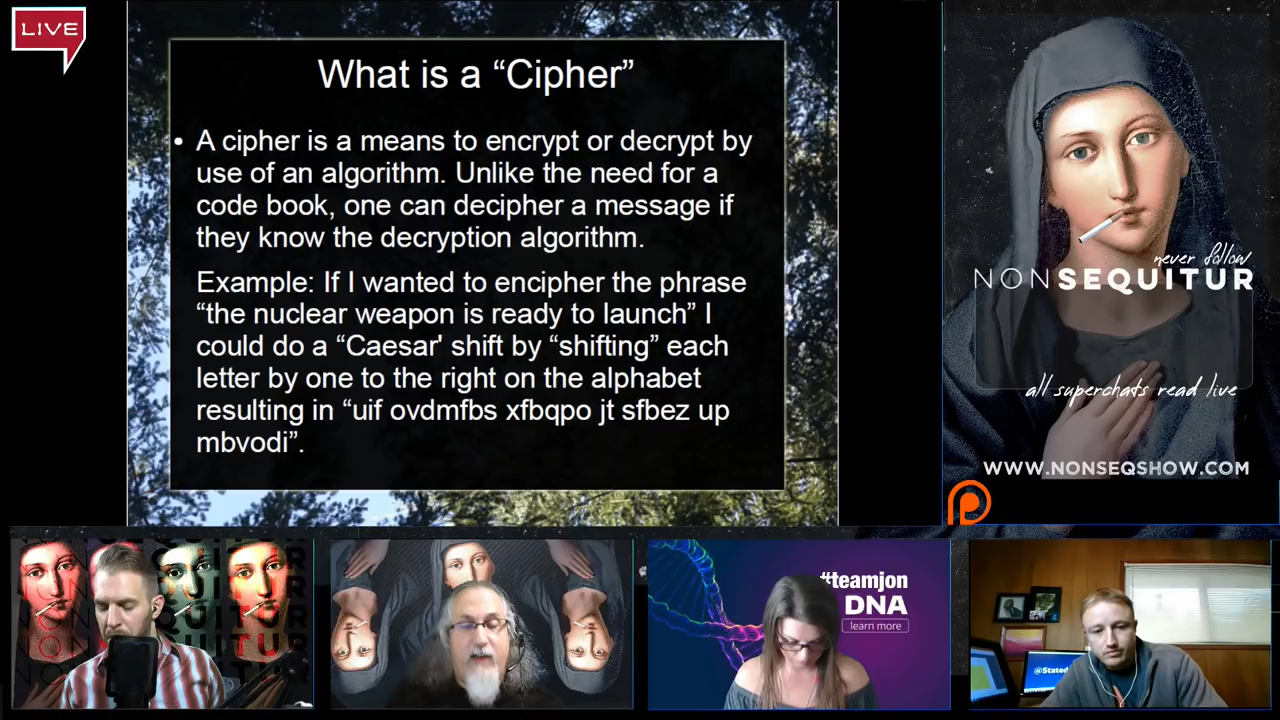 LIVE
What is a “Cipher”
• A cipher is a means to encrypt or decrypt by
use of an algorithm. Unlike the need for a
code book, one can decipher a message if
they know the decryption algorithm.
Example: If I wanted to encipher the phrase
“the nuclear weapon is ready to launch” I
could do a “Caesar' shift by “shifting” each
letter by one to the right on the alphabet
resulting in “uif ovdmfbs xfbqpo jt sfbez up
mbvodi”.
never follow
NONSEQUITUR
all superchats read live
WWW.NONSEQSHOW.COM
#teamjon
DNA
learn more